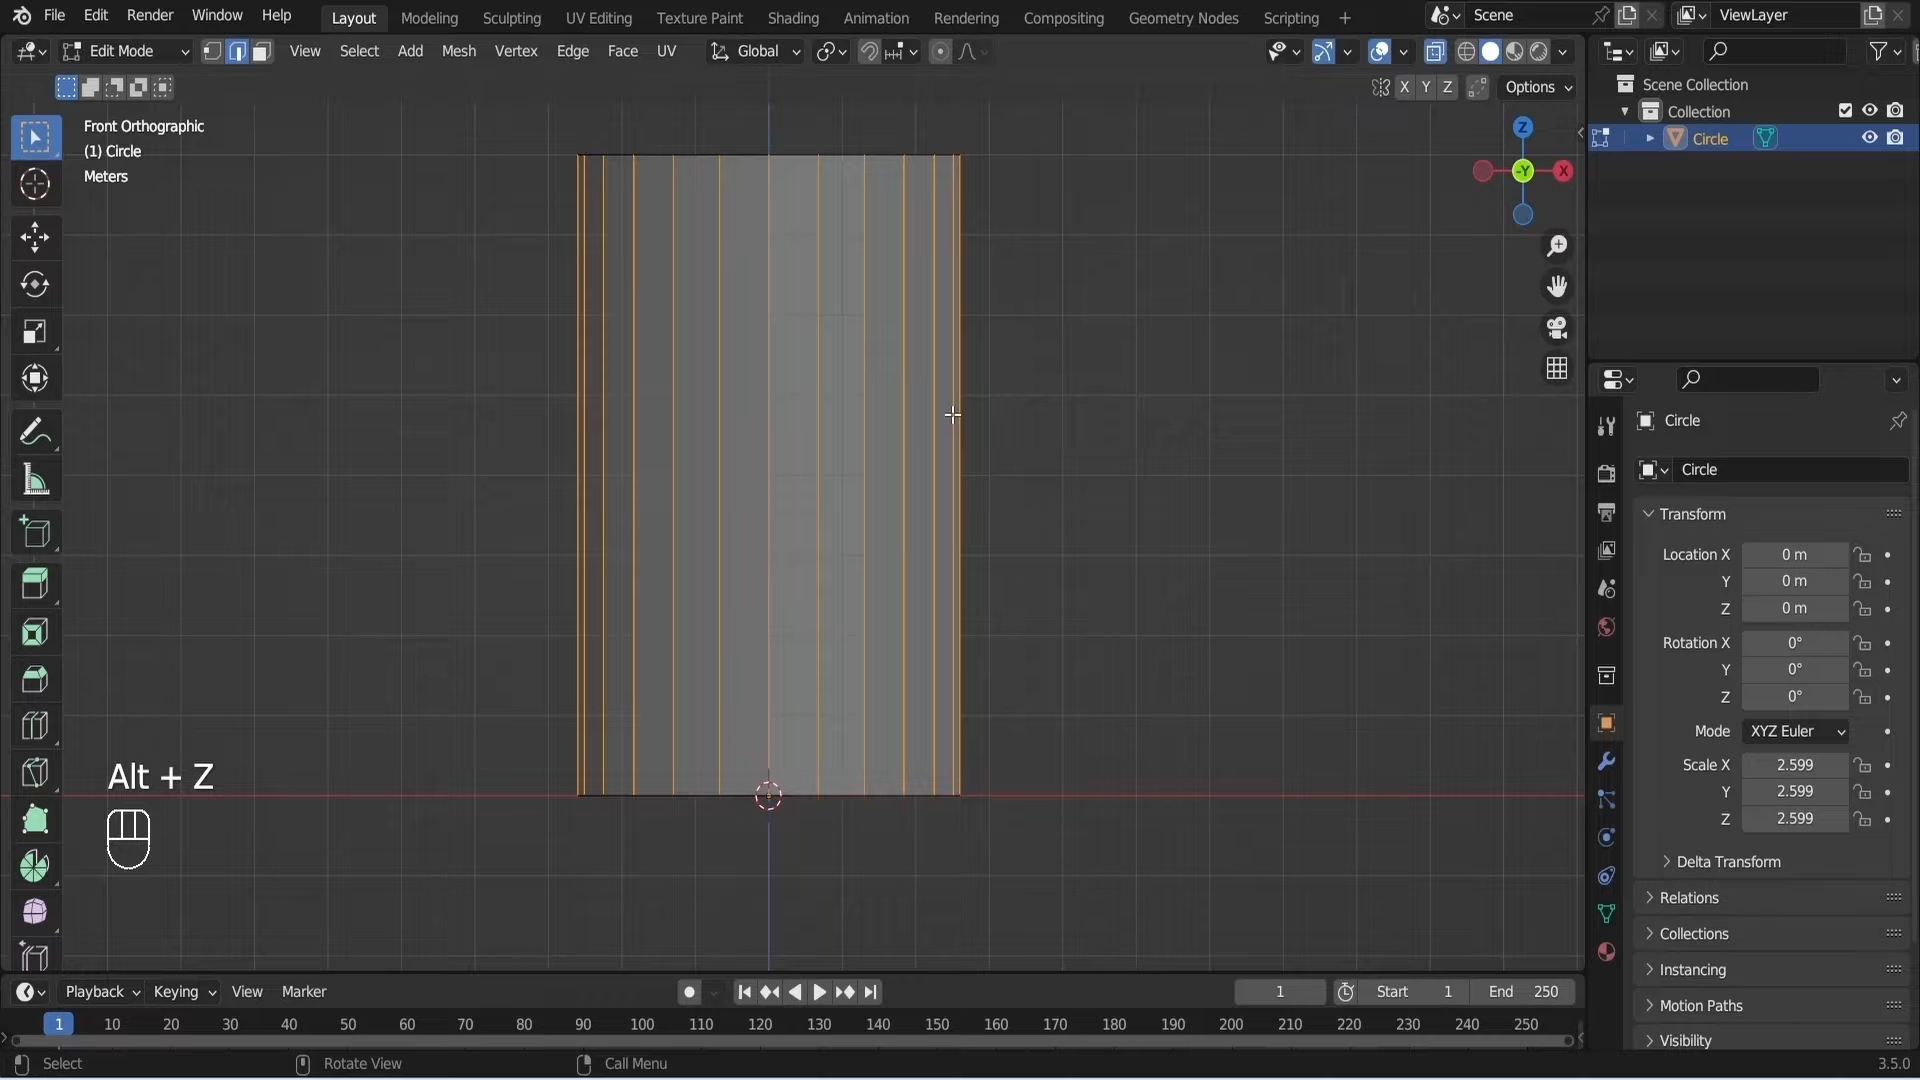 File Edit Render Window Help Layout Modeling Sculpting UV Editing Texture Paint Shading Animation Rendering Compositing Geometry Nodes Scripting + Scene ViewLayer
Edit Mode View Select Add Mesh Vertex Edge Face UV Global
X Y Z Options
Front Orthographic
(1) Circle
Meters
Z
-Y
X
Alt + Z
Scene Collection
Collection
Circle
Circle
Circle
Transform
Location X 0 m
Y 0 m
Z 0 m
Rotation X 0°
Y 0°
Z 0°
Mode XYZ Euler
Scale X 2.599
Y 2.599
Z 2.599
Delta Transform
Relations
Collections
Instancing
Motion Paths
Visibility
Playback Keying View Marker 1 Start 1 End 250
1 10 20 30 40 50 60 70 80 90 100 110 120 130 140 150 160 170 180 190 200 210 220 230 240 250
Select Rotate View Call Menu 3.5.0